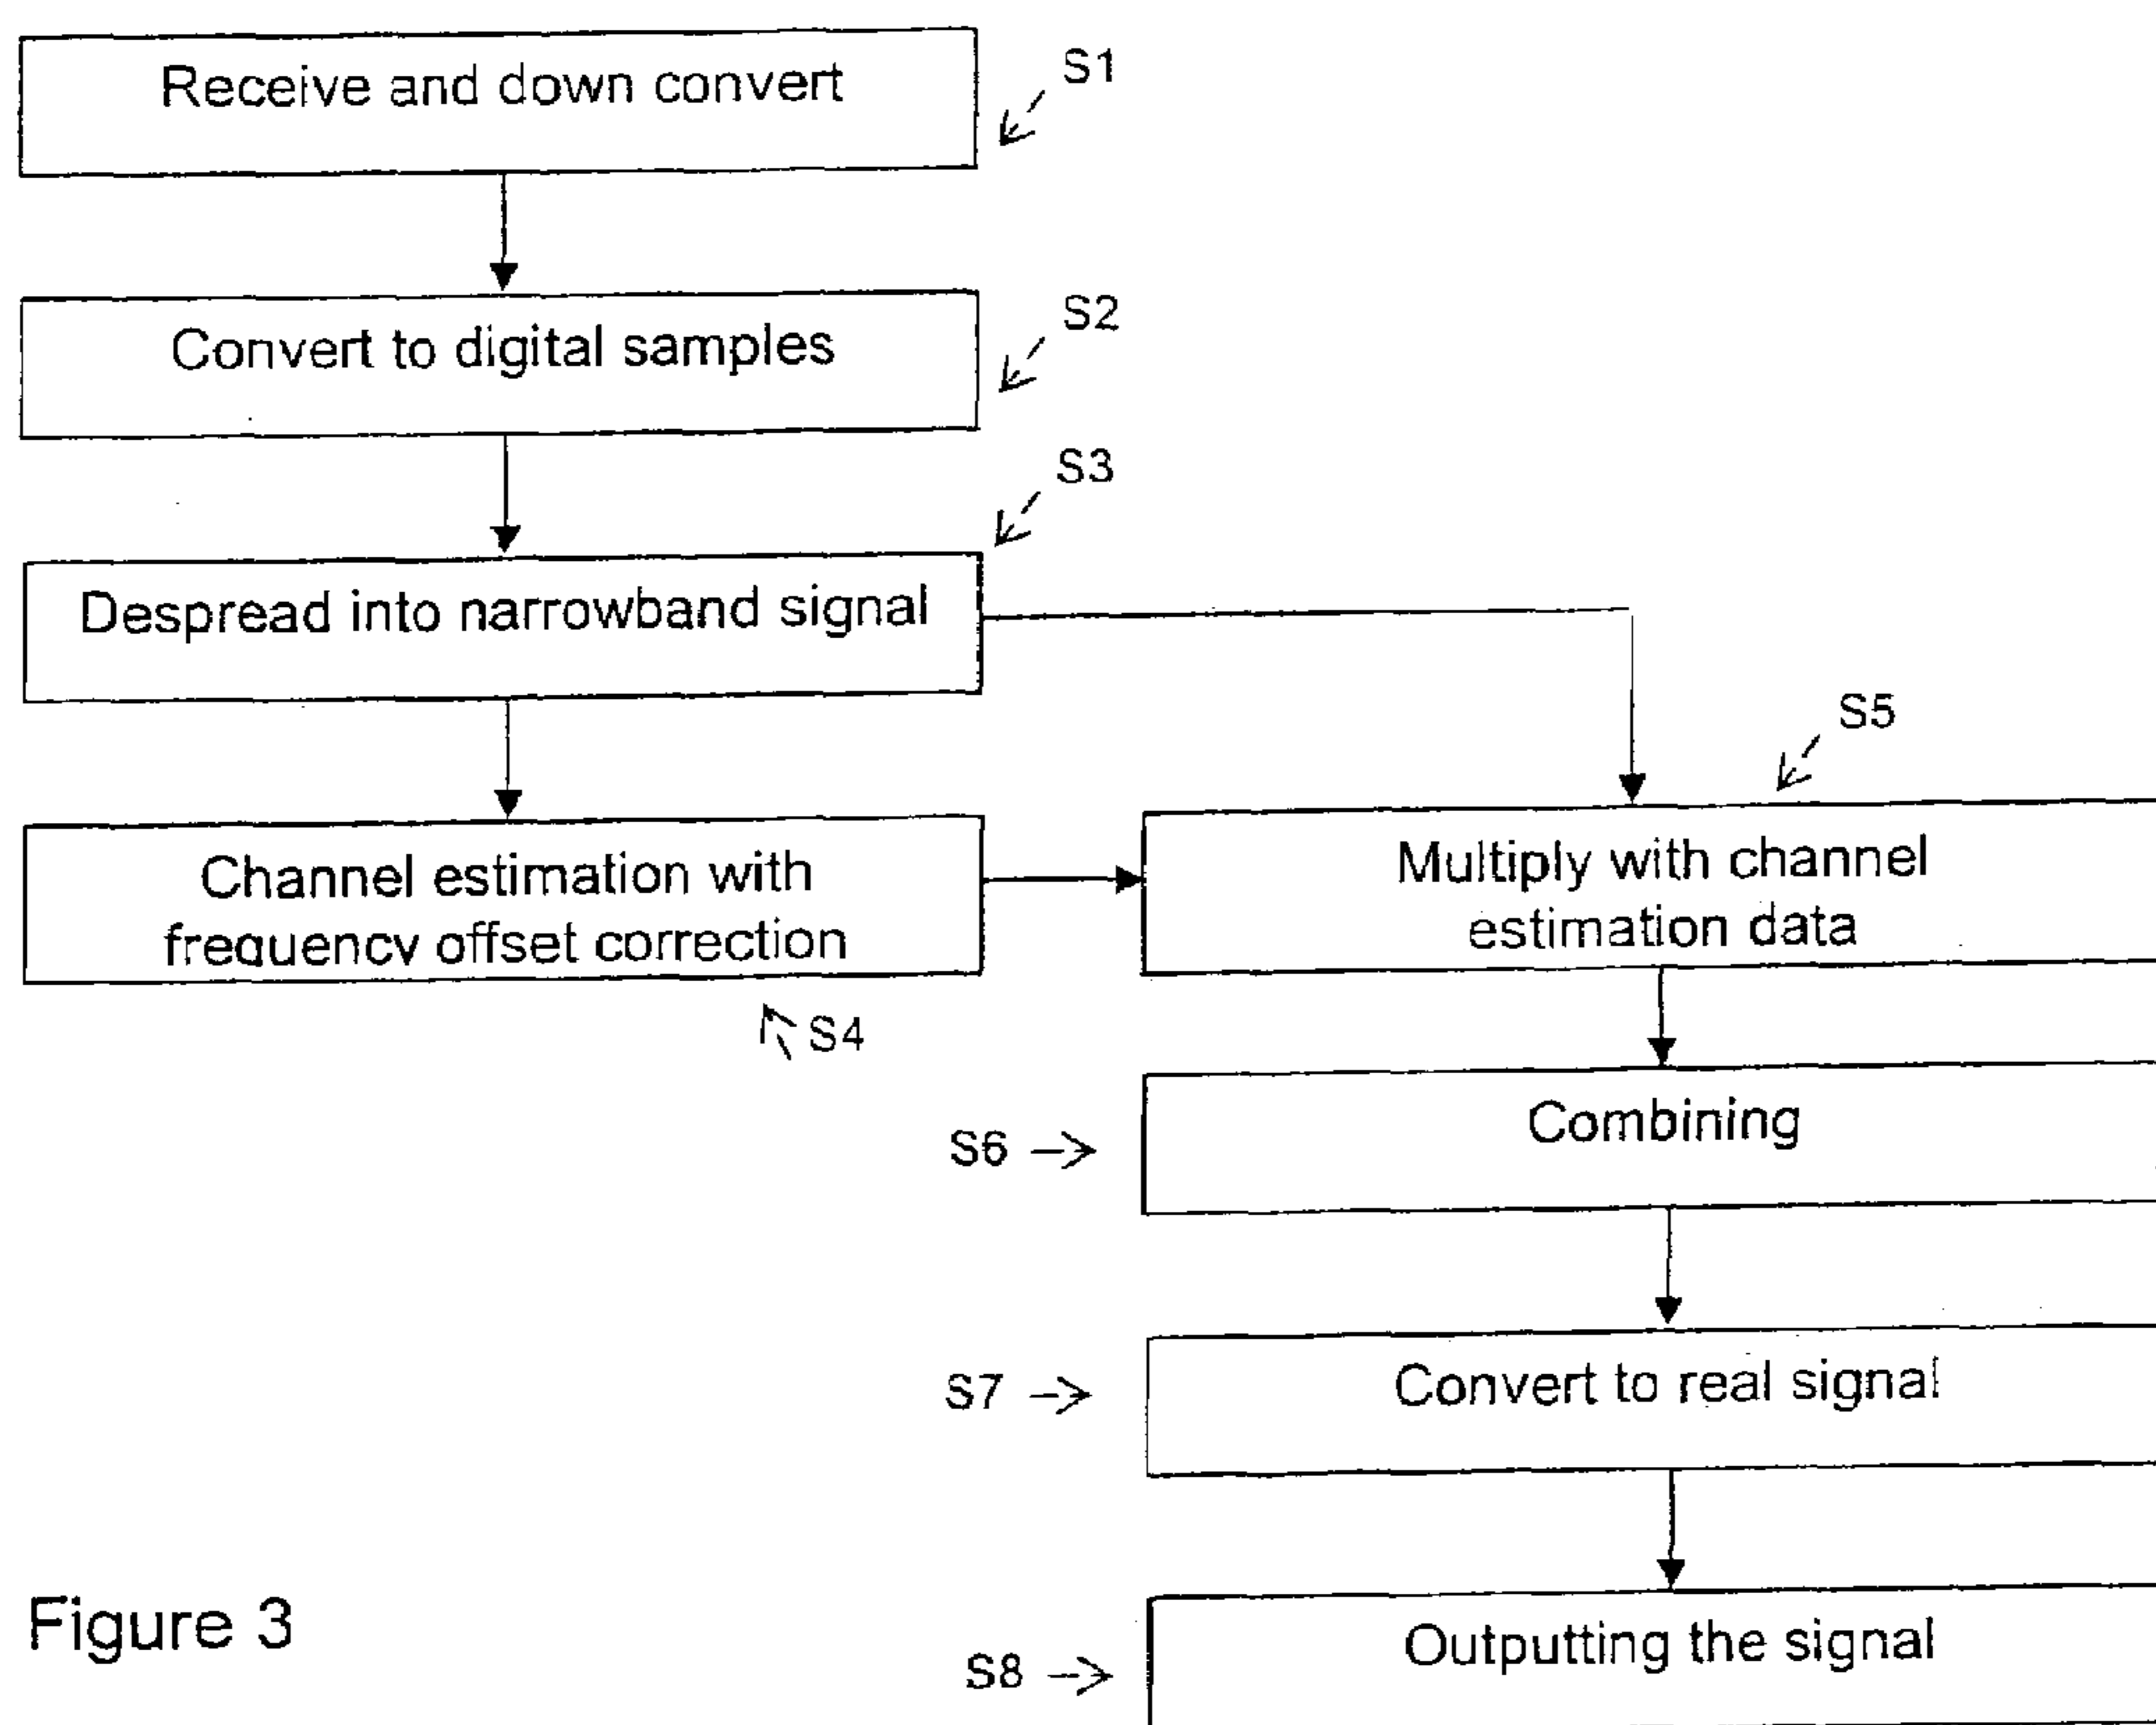 Receive and down convert
S1
Convert to digital samples
S2
S3
Despread into narrowband signal
S5
Channel estimation with
frequency offset correction
S4
Multiply with channel
estimation data
S6
Combining
S7
Convert to real signal
S8
Outputting the signal
Figure 3